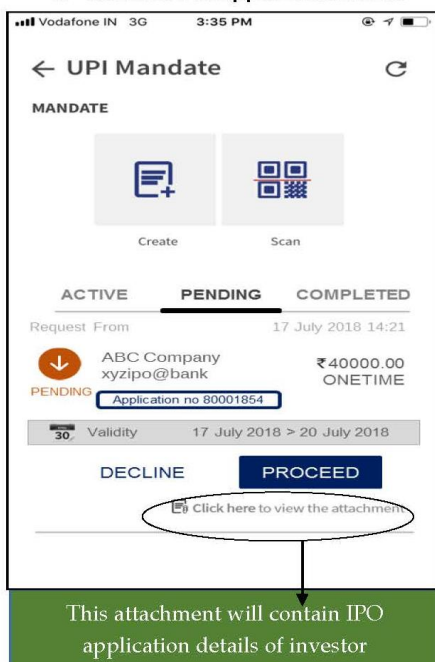 Vodafone IN 3G 3:35 PM
← UPI Mandate
MANDATE
Create Scan
ACTIVE PENDING COMPLETED
Request From 17 July 2018 14:21
ABC Company ₹40000.00
xyzipo@bank ONETIME
PENDING
Application no 80001854
30 Validity 17 July 2018 > 20 July 2018
DECLINE PROCEED
Click here to view the attachment
This attachment will contain IPO
application details of investor